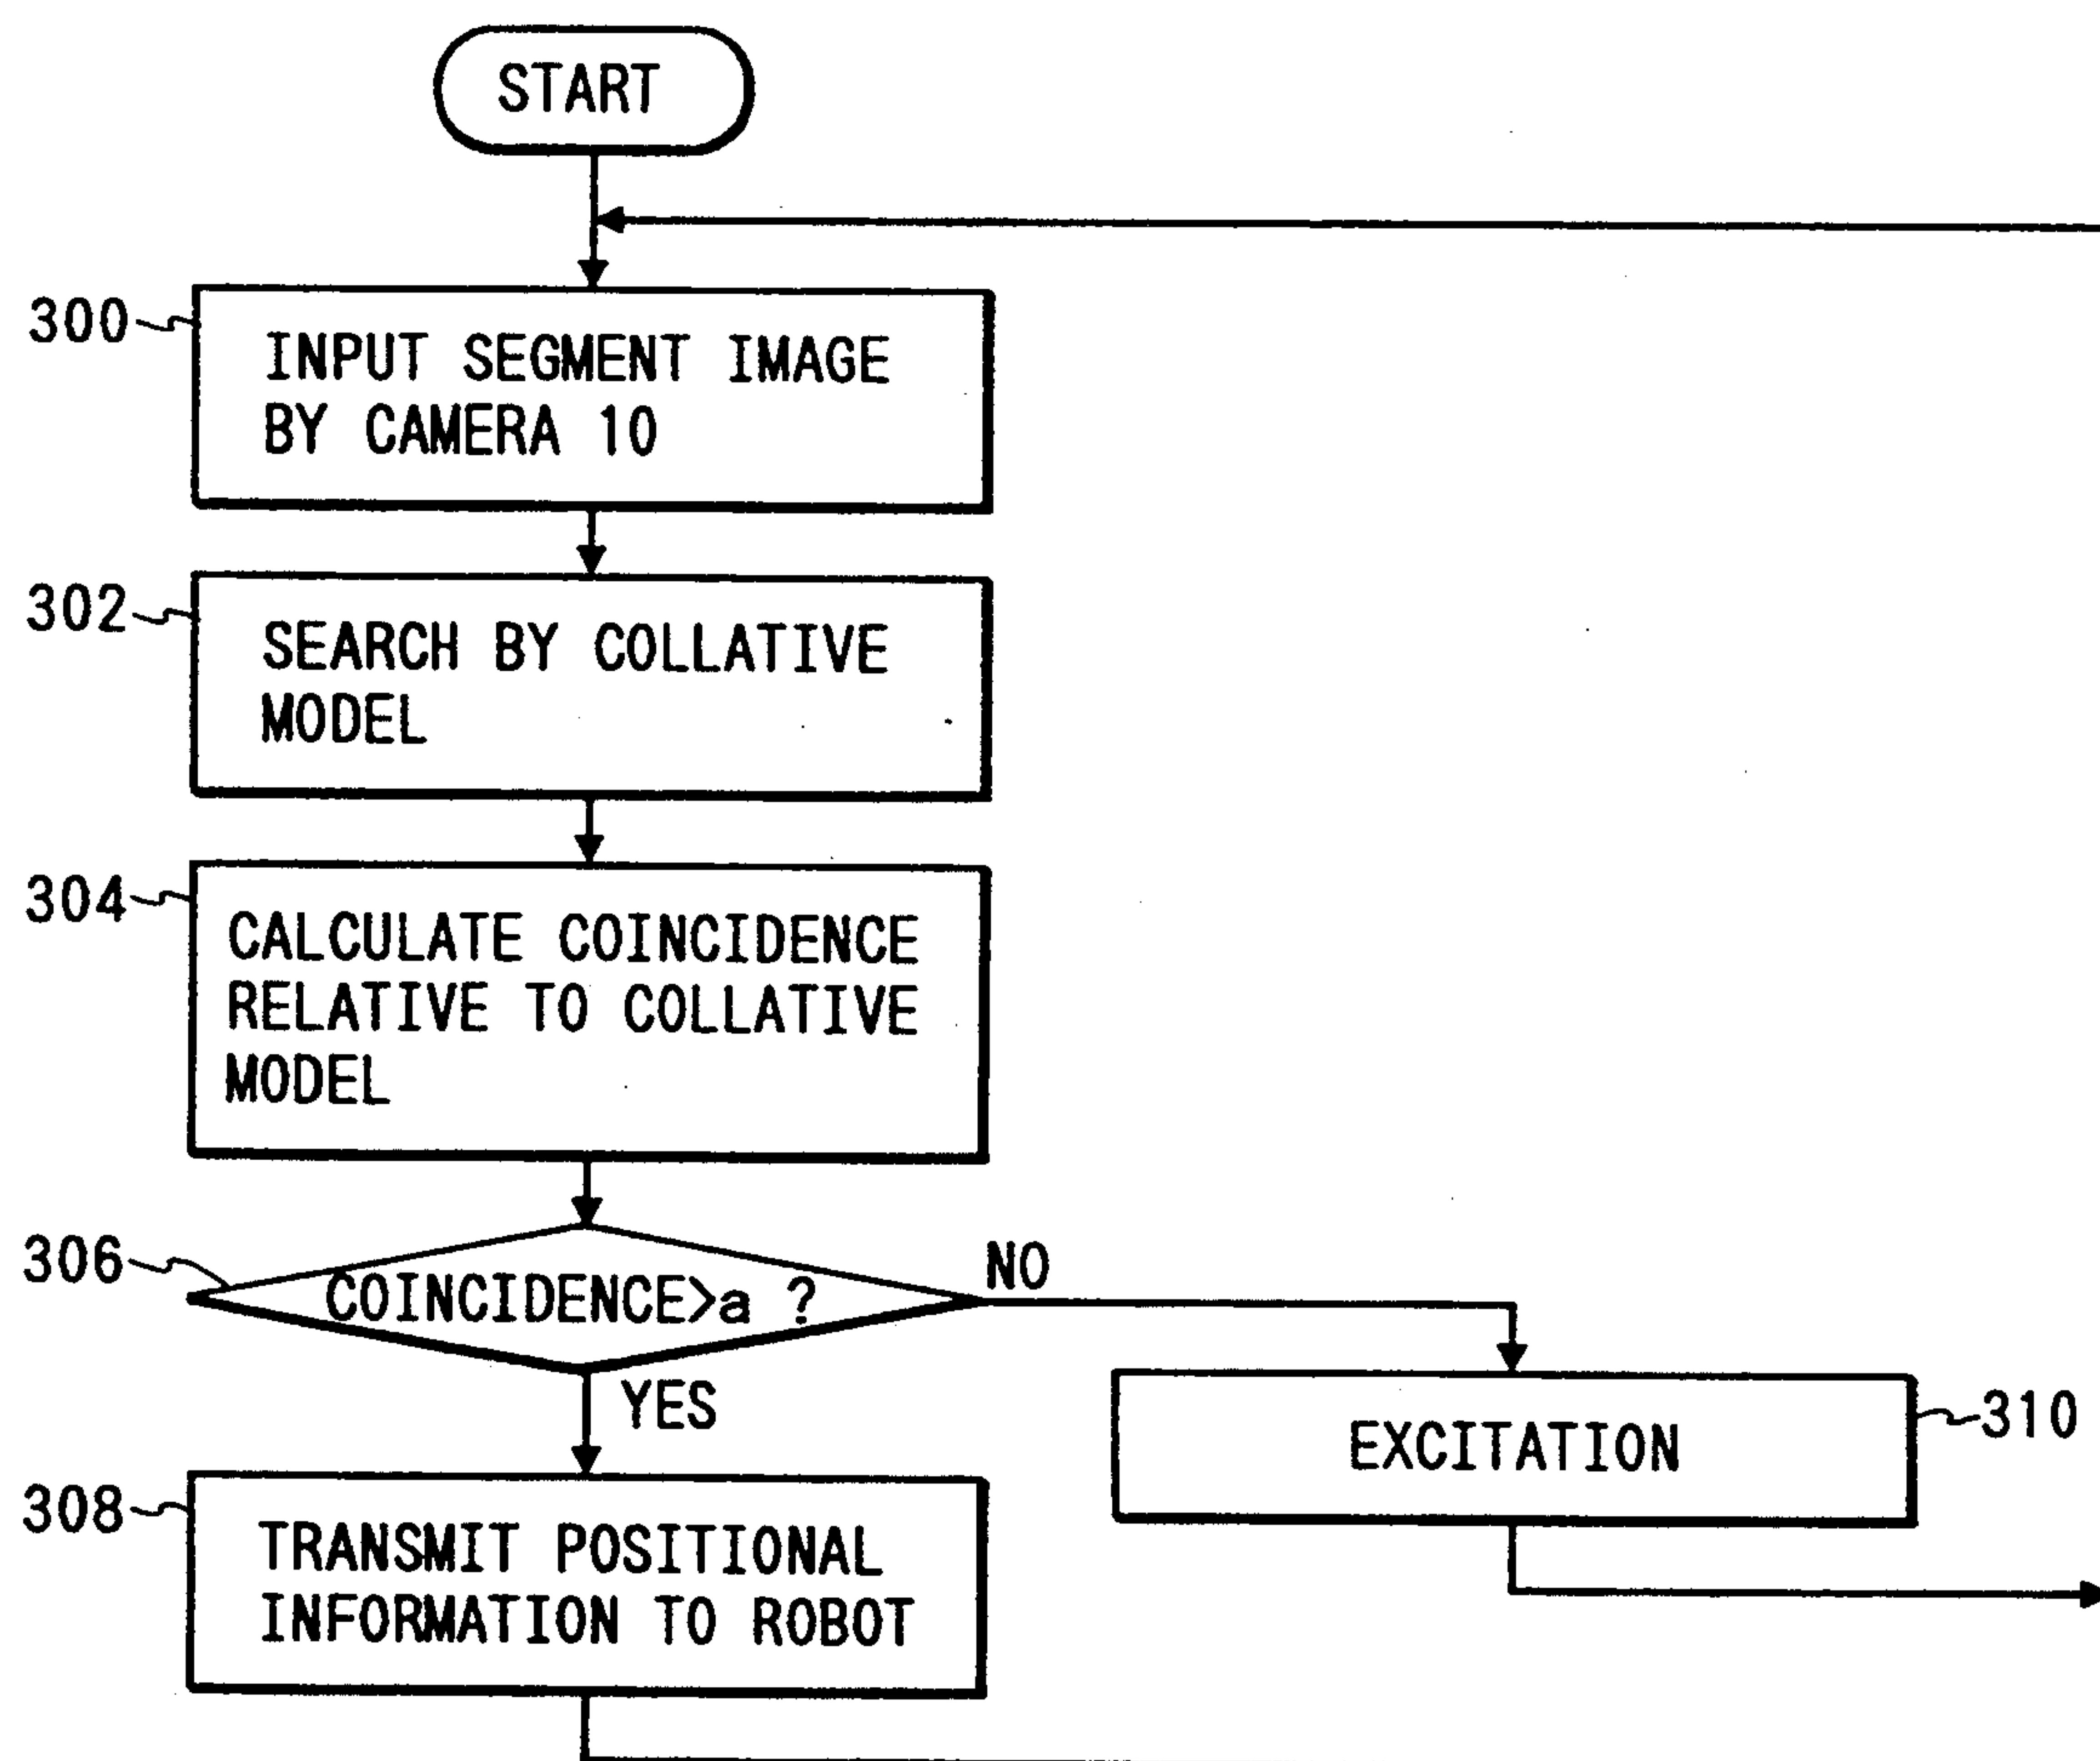 START
300
INPUT SEGMENT IMAGE
BY CAMERA 10
302
SEARCH BY COLLATIVE
MODEL
304
CALCULATE COINCIDENCE
RELATIVE TO COLLATIVE
MODEL
306
COINCIDENCE>a ?
NO
YES
EXCITATION
310
308
TRANSMIT POSITIONAL
INFORMATION TO ROBOT